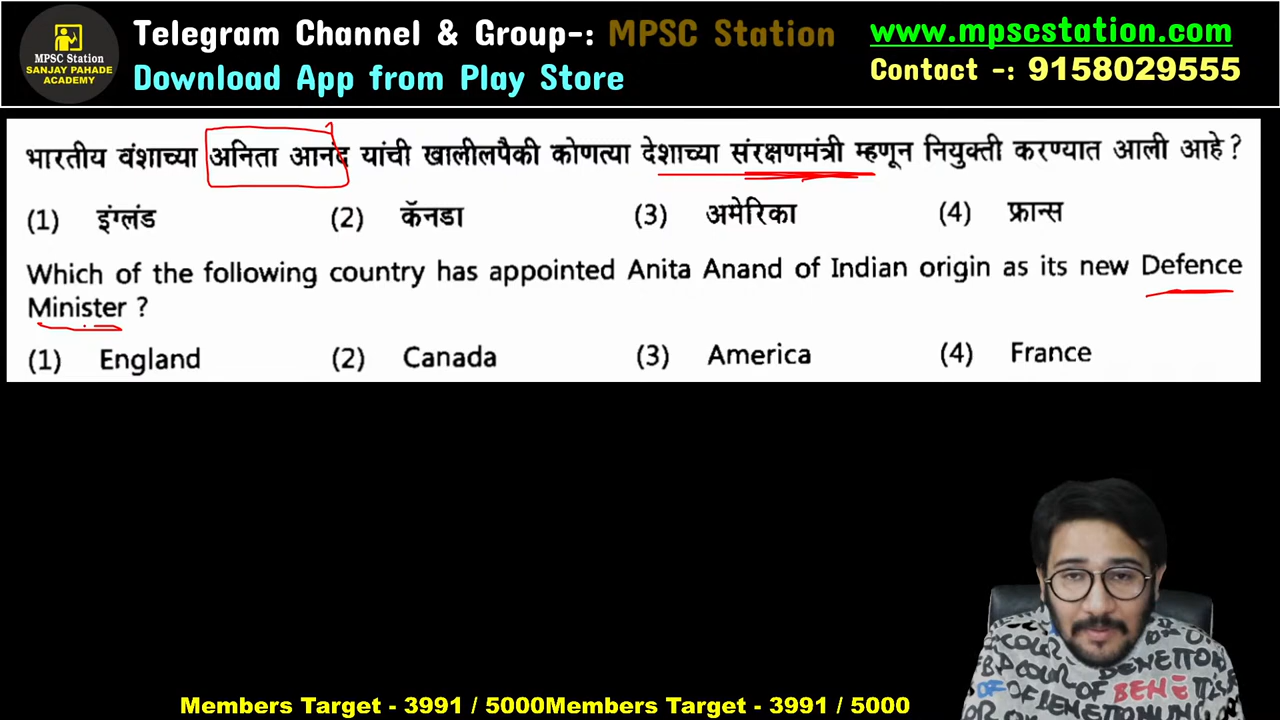 Telegram Channel & Group-: MPSC Station
www.mpscstation.com
MPSC Station
SANJAY PAHADE
ACADEMY
Download App from Play Store
Contact -: 9158029555
भारतीय वंशाच्या अनिता आनंद यांची खालीलपैकी कोणत्या देशाच्या संरक्षणमंत्री म्हणून नियुक्ती करण्यात आली आहे ?
(1) इंग्लंड (2) कॅनडा (3) अमेरिका (4) फ्रान्स
Which of the following country has appointed Anita Anand of Indian origin as its new Defence
Minister ?
(1) England (2) Canada (3) America (4) France
Members Target - 3991 / 5000Members Target - 3991 / 5000